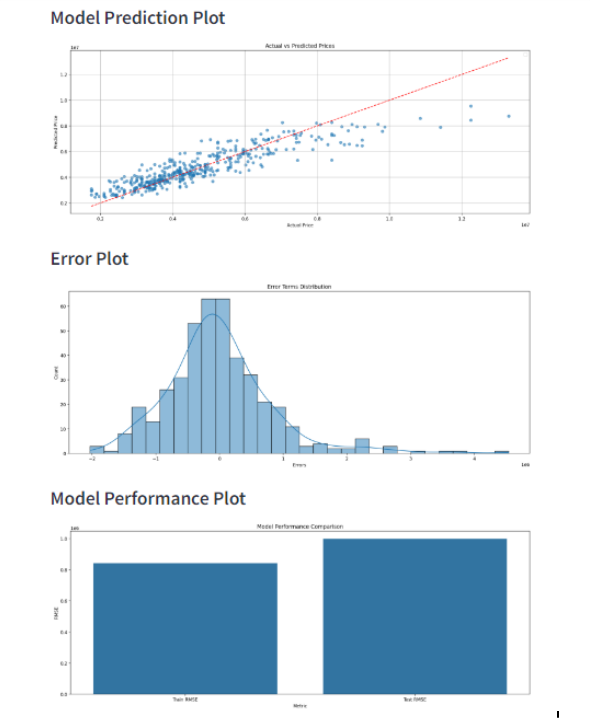 Model Prediction Plot
1e7
Actual vs Predicted Prices
1.2
1.0
0.8
0.6
0.4
0.2
Predicted Price
0.2 0.4 0.6 0.8 1.0 1.2
Actual Price
1e7
Error Plot
Error Terms Distribution
60
50
40
30
20
10
0
Count
−2 −1 0 1 2 3 4
Errors
1e6
Model Performance Plot
1e6
Model Performance Comparison
1.0
0.8
0.6
0.4
0.2
0.0
RMSE
Train RMSE Test RMSE
Metric